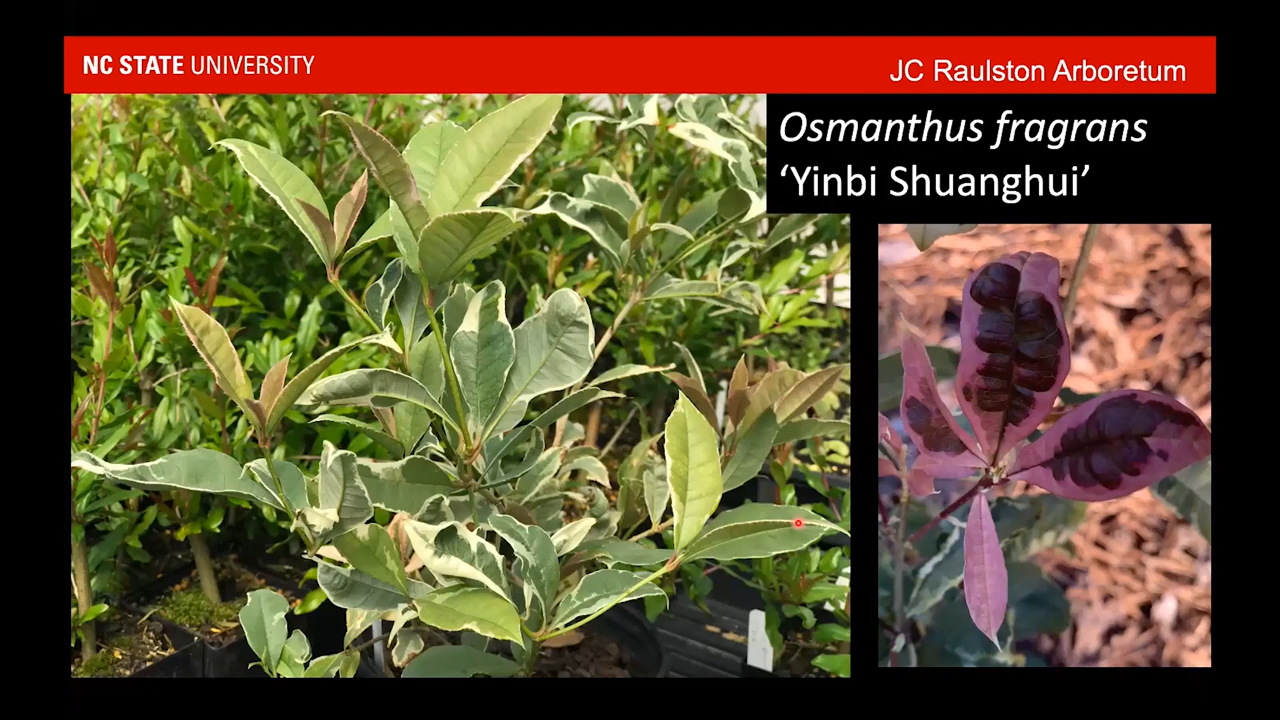 NC STATE UNIVERSITY
JC Raulston Arboretum
Osmanthus fragrans
‘Yinbi Shuanghui’